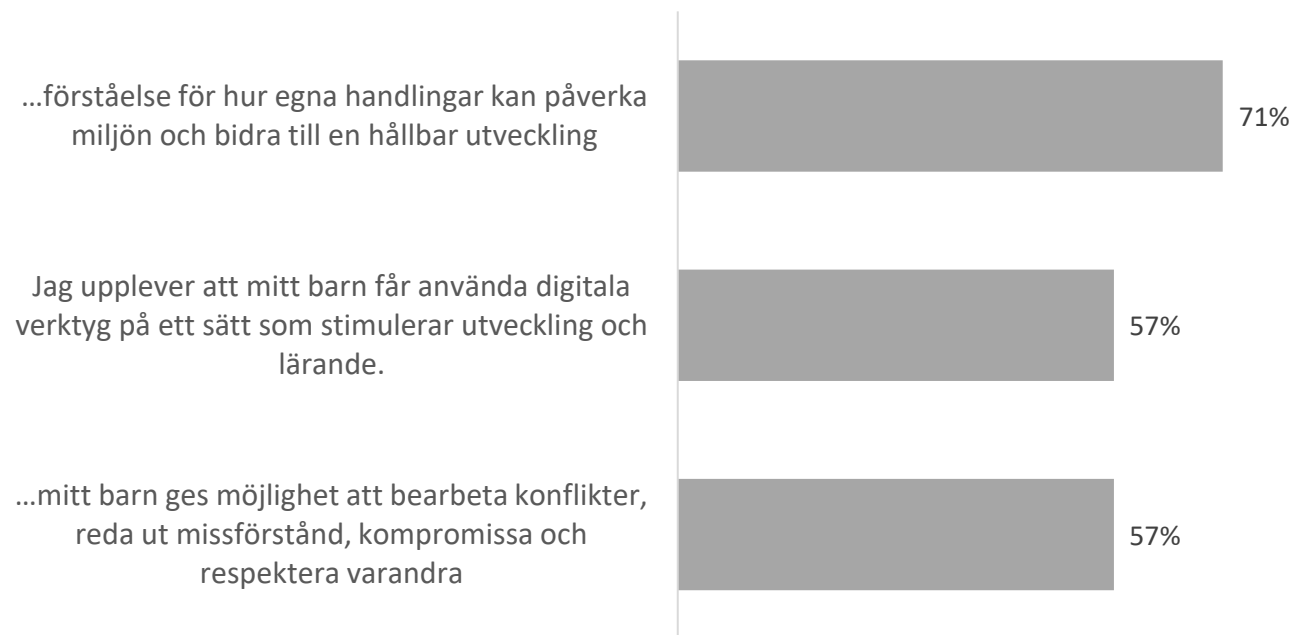 …förståelse för hur egna handlingar kan påverka
miljön och bidra till en hållbar utveckling
71%
Jag upplever att mitt barn får använda digitala
verktyg på ett sätt som stimulerar utveckling och
lärande.
57%
…mitt barn ges möjlighet att bearbeta konflikter,
reda ut missförstånd, kompromissa och
respektera varandra
57%